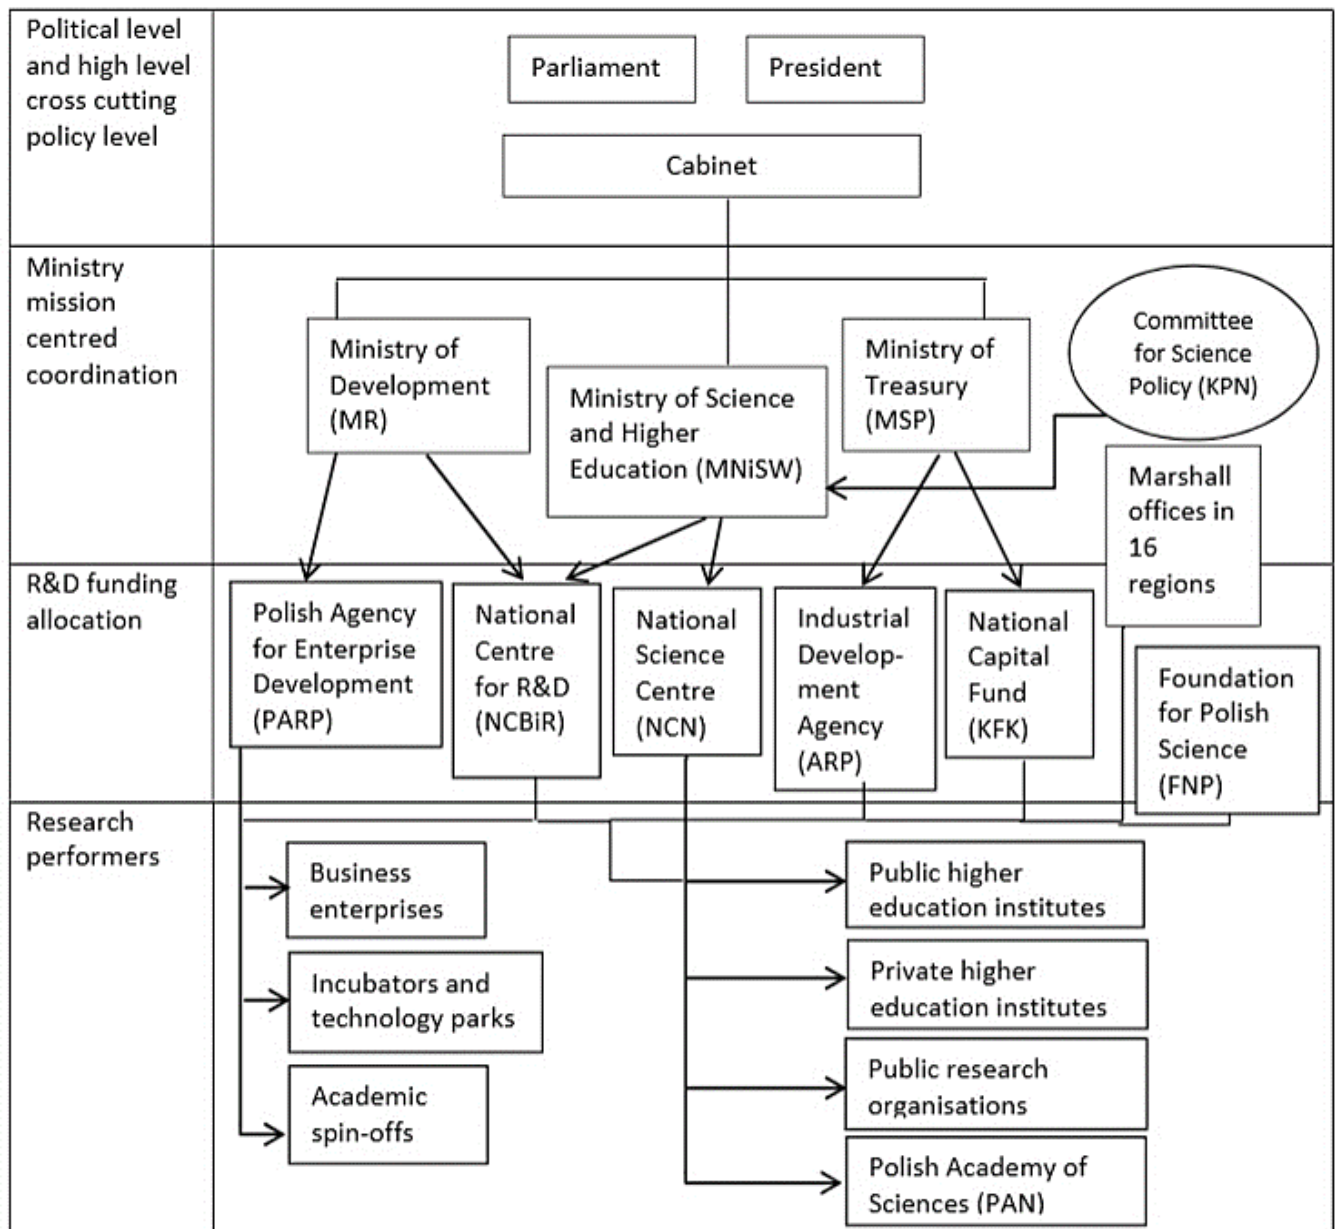 Political level
and high level
cross cutting
policy level
Parliament
President
Cabinet
Ministry
mission
centred
coordination
Ministry of
Development
(MR)
Ministry of Science
and Higher
Education (MNiSW)
Ministry of
Treasury
(MSP)
Committee
for Science
Policy (KPN)
Marshall
offices in
16
regions
R&D funding
allocation
Polish Agency
for Enterprise
Development
(PARP)
National
Centre
for R&D
(NCBiR)
National
Science
Centre
(NCN)
Industrial
Develop-
ment
Agency
(ARP)
National
Capital
Fund
(KFK)
Foundation
for Polish
Science
(FNP)
Research
performers
Business
enterprises
Incubators and
technology parks
Academic
spin-offs
Public higher
education institutes
Private higher
education institutes
Public research
organisations
Polish Academy of
Sciences (PAN)